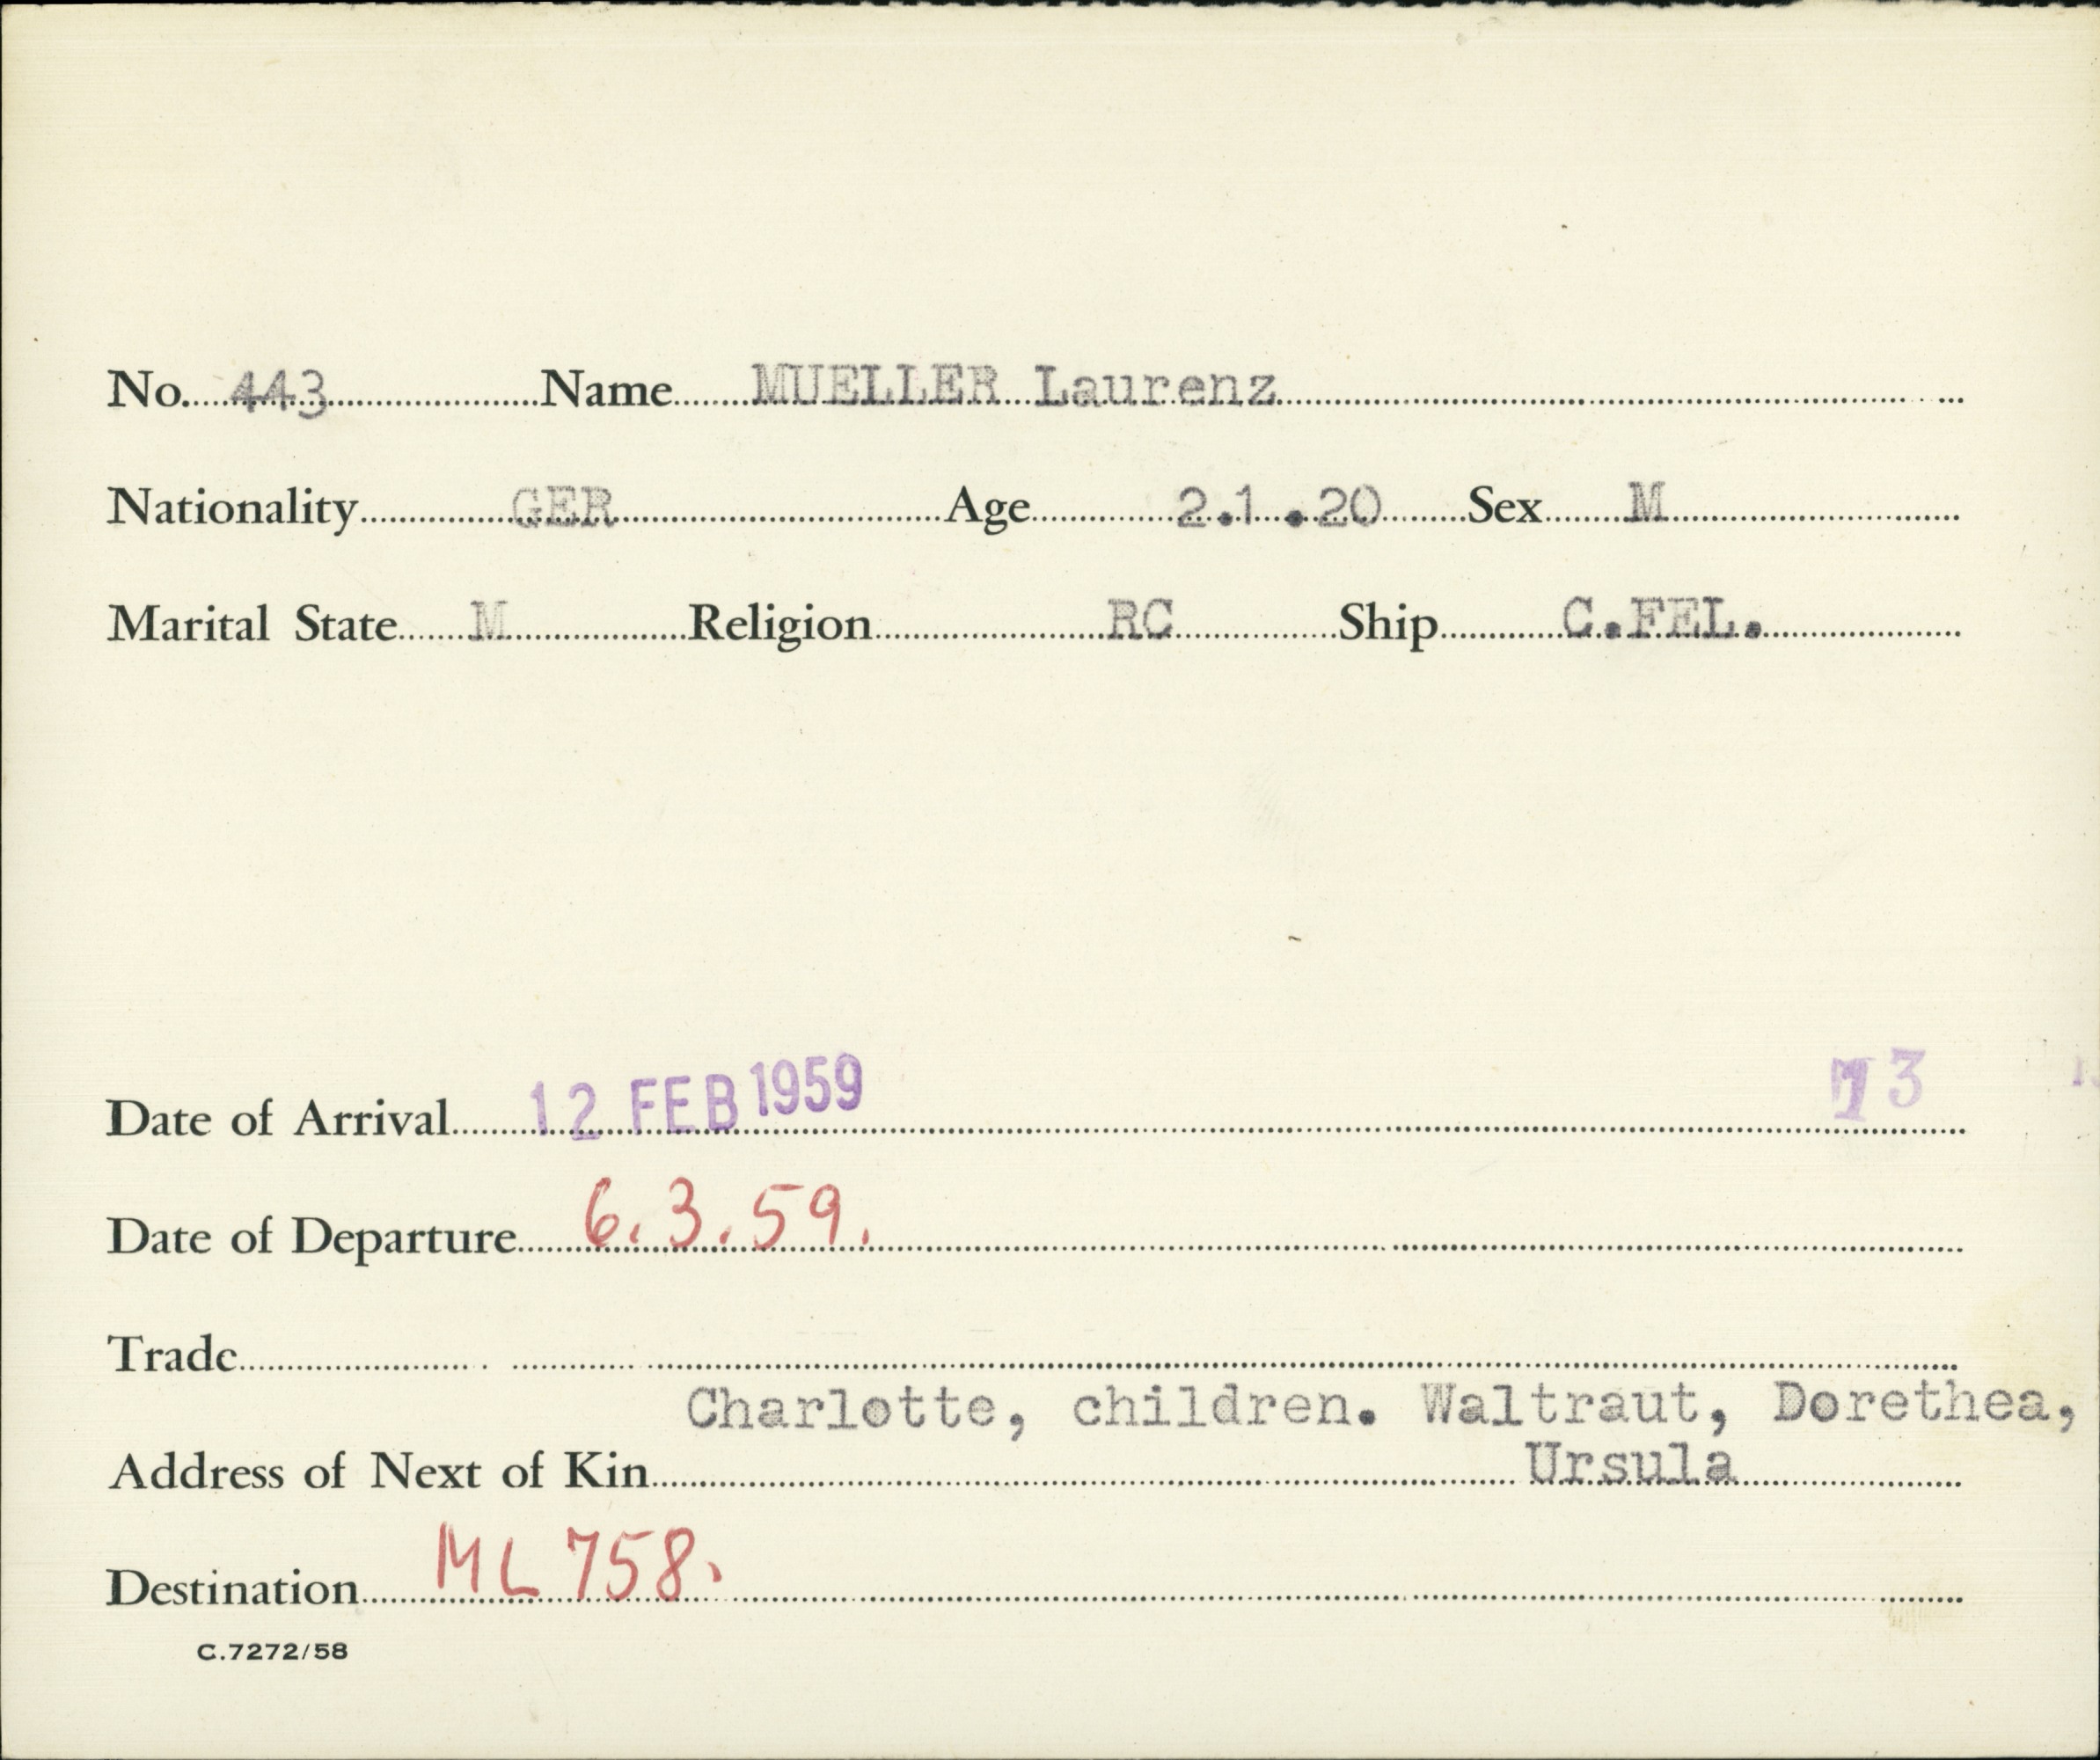 No. 443 Name MUELLER Laurenz
Nationality GER Age 2.1.20 Sex M
Marital State M Religion RC Ship C.FEL.
Date of Arrival 12 FEB 1959 13
Date of Departure 6.3.59.
Trade
Charlotte, children. Waltraut, Dorethea,
Address of Next of Kin Ursula
Destination ML 758.
C.7272/58